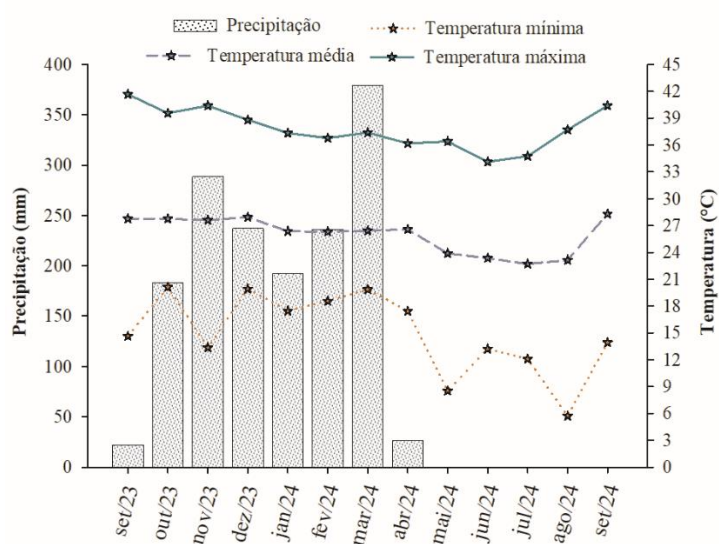 Precipitação
Temperatura mínima
Temperatura média
Temperatura máxima
Precipitação (mm)
400
350
300
250
200
150
100
50
0
45
42
39
36
33
30
27
24
21
18
15
12
9
6
3
0
Temperatura (°C)
set/23
out/23
nov/23
dez/23
jan/24
fev/24
mar/24
abr/24
mai/24
jun/24
jul/24
ago/24
set/24